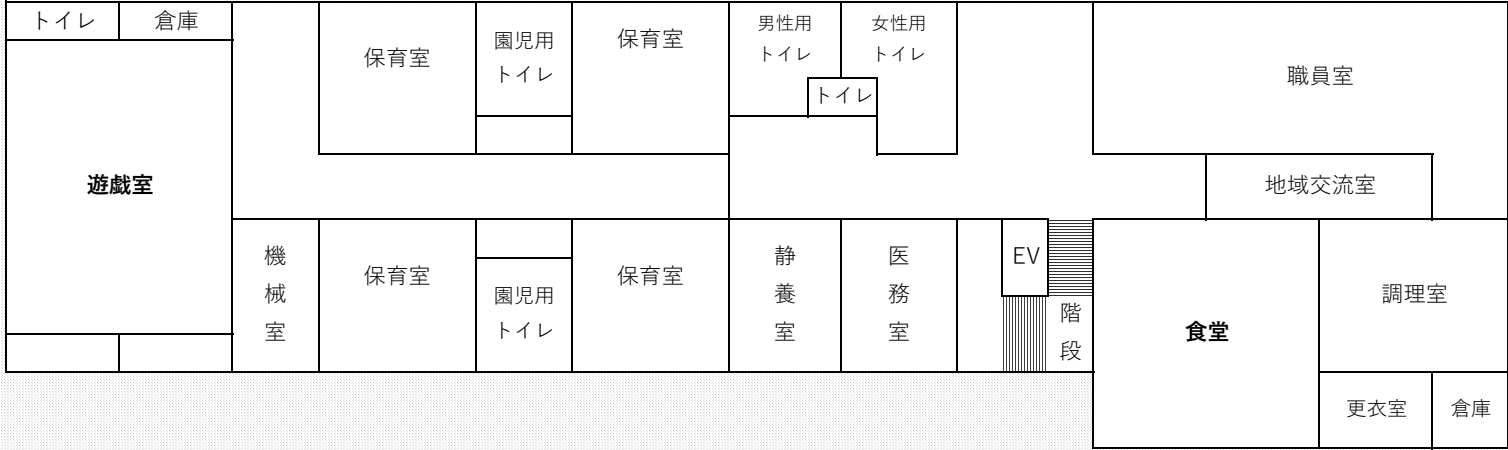 トイレ
倉庫
保育室
園児用
トイレ
保育室
男性用
トイレ
女性用
トイレ
トイレ
職員室
遊戯室
地域交流室
機械室
保育室
園児用
トイレ
保育室
静養室
医務室
EV
階段
食堂
調理室
更衣室
倉庫